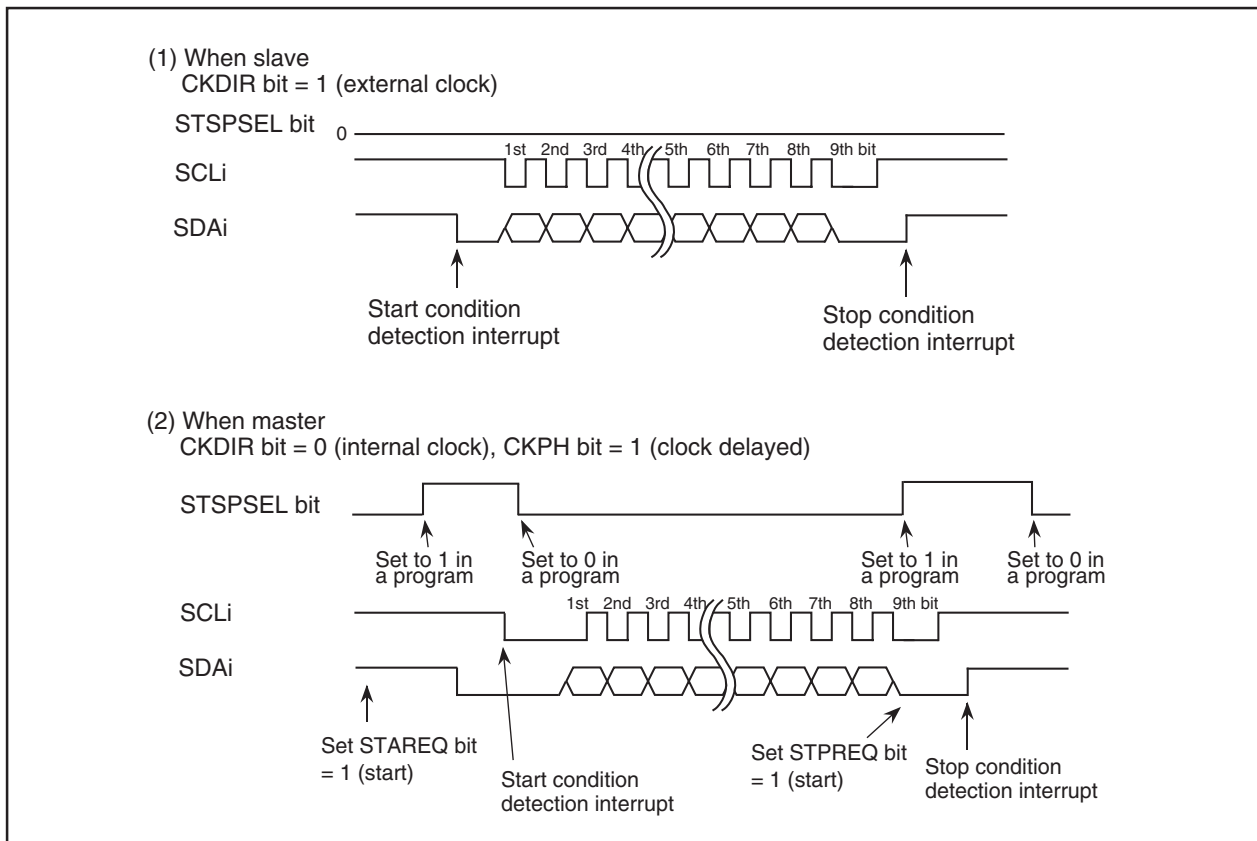 (1) When slave
CKDIR bit = 1 (external clock)
STSPSEL bit
0
1st 2nd 3rd 4th 5th 6th 7th 8th 9th bit
SCLi
SDAi
Start condition
detection interrupt
Stop condition
detection interrupt
(2) When master
CKDIR bit = 0 (internal clock), CKPH bit = 1 (clock delayed)
STSPSEL bit
Set to 1 in
a program
Set to 0 in
a program
Set to 1 in
a program
Set to 0 in
a program
1st 2nd 3rd 4th 5th 6th 7th 8th 9th bit
SCLi
SDAi
Set STAREQ bit
= 1 (start)
Start condition
detection interrupt
Set STPREQ bit
= 1 (start)
Stop condition
detection interrupt